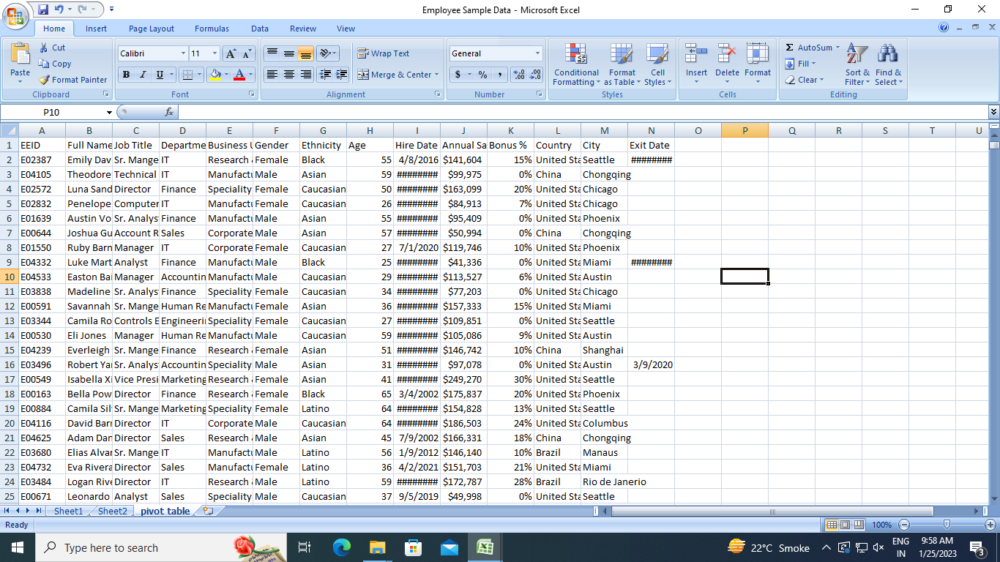 Employee Sample Data - Microsoft Excel
Home Insert Page Layout Formulas Data Review View
Paste Cut Copy Format Painter
Calibri 11
B I U
Wrap Text
Merge & Center
General
$ % ,
Conditional Formatting Format as Table Cell Styles
Insert Delete Format
Σ AutoSum Fill Clear
Sort & Filter Find & Select
Clipboard Font Alignment Number Styles Cells Editing
P10 fx
A B C D E F G H I J K L M N O P Q R S T U
1 EEID Full Name Job Title Departme Business U Gender Ethnicity Age Hire Date Annual Sa Bonus % Country City Exit Date
2 E02387 Emily Dav Sr. Mange IT Research Female Black 55 4/8/2016 $141,604 15% United Sta Seattle ########
3 E04105 Theodore Technical IT Manufactu Male Asian 59 ######## $99,975 0% China Chongqing
4 E02572 Luna Sand Director Finance Speciality Female Caucasian 50 ######## $163,099 20% United Sta Chicago
5 E02832 Penelope Computer IT Manufactu Female Caucasian 26 ######## $84,913 7% United Sta Chicago
6 E01639 Austin Vo Sr. Analys Finance Manufactu Male Asian 55 ######## $95,409 0% United Sta Phoenix
7 E00644 Joshua Gu Account R Sales Corporate Male Asian 57 ######## $50,994 0% China Chongqing
8 E01550 Ruby Barn Manager IT Corporate Female Caucasian 27 7/1/2020 $119,746 10% United Sta Phoenix
9 E04332 Luke Mart Analyst Finance Manufactu Male Black 25 ######## $41,336 0% United Sta Miami ########
10 E04533 Easton Bai Manager Accountin Manufactu Male Caucasian 29 ######## $113,527 6% United Sta Austin
11 E03838 Madeline Sr. Analys Finance Speciality Female Caucasian 34 ######## $77,203 0% United Sta Chicago
12 E00591 Savannah Sr. Mange Human Re Manufactu Female Asian 36 ######## $157,333 15% United Sta Miami
13 E03344 Camila Ro Controls E Engineeri Speciality Female Caucasian 27 ######## $109,851 0% United Sta Seattle
14 E00530 Eli Jones Manager Human Re Manufactu Male Caucasian 59 ######## $105,086 9% United Sta Austin
15 E04239 Everleigh Sr. Mange Finance Research Female Asian 51 ######## $146,742 10% China Shanghai
16 E03496 Robert Yan Sr. Analys Accountin Speciality Male Asian 31 ######## $97,078 0% United Sta Austin 3/9/2020
17 E00549 Isabella Xi Vice Presi Marketing Research Female Asian 41 ######## $249,270 30% United Sta Seattle
18 E00163 Bella Pow Director Finance Research Female Black 65 3/4/2002 $175,837 20% United Sta Phoenix
19 E00884 Camila Sil Sr. Mange Marketing Speciality Female Latino 64 ######## $154,828 13% United Sta Seattle
20 E04116 David Barr Director IT Corporate Male Caucasian 64 ######## $186,503 24% United Sta Columbus
21 E04625 Adam Dan Director Sales Research Male Asian 45 7/9/2002 $166,331 18% China Chongqing
22 E03680 Elias Alvar Sr. Mange IT Manufactu Male Latino 56 1/9/2012 $146,140 10% Brazil Manaus
23 E04732 Eva Rivera Director Sales Manufactu Female Latino 36 4/2/2021 $151,703 21% United Sta Miami
24 E03484 Logan Rive Director IT Research Male Latino 59 ######## $172,787 28% Brazil Rio de Janerio
25 E00671 Leonardo Analyst Sales Speciality Male Caucasian 37 9/5/2019 $49,998 0% United Sta Seattle
Sheet1 Sheet2 pivot table
Ready 100%
Type here to search
22°C Smoke
ENG IN
9:58 AM
1/25/2023
3